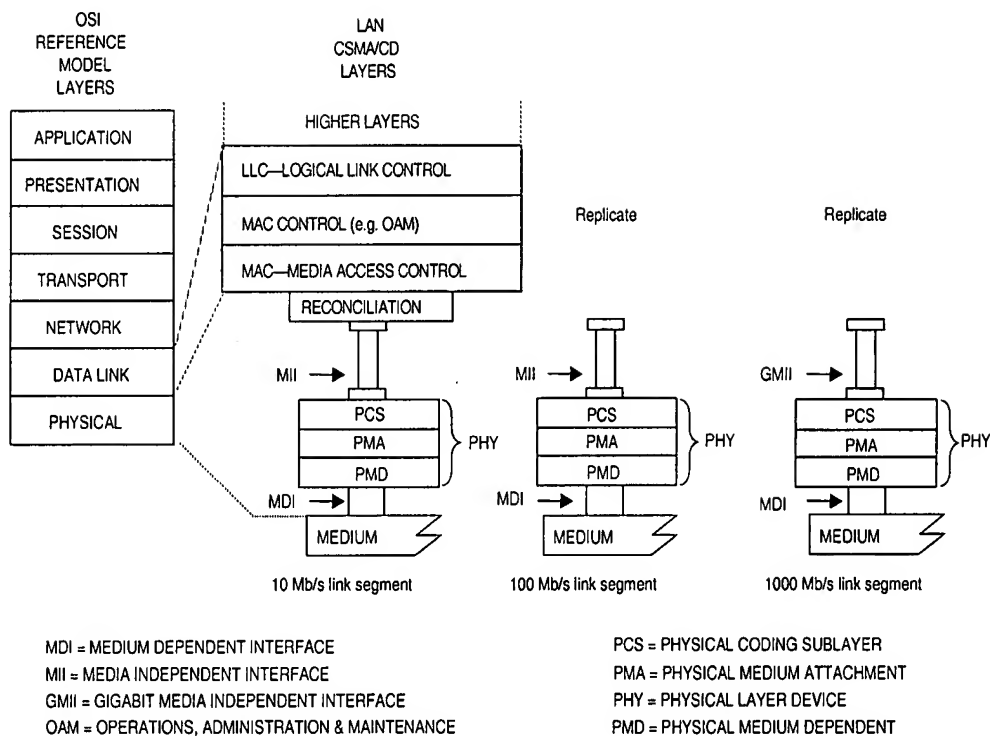 OSI
REFERENCE
MODEL
LAYERS
LAN
CSMA/CD
LAYERS
APPLICATION
PRESENTATION
SESSION
TRANSPORT
NETWORK
DATA LINK
PHYSICAL
HIGHER LAYERS
LLC—LOGICAL LINK CONTROL
MAC CONTROL (e.g. OAM)
MAC—MEDIA ACCESS CONTROL
RECONCILIATION
MII
PCS
PMA
PMD
PHY
MDI
MEDIUM
10 Mb/s link segment
Replicate
MII
PCS
PMA
PMD
PHY
MDI
MEDIUM
100 Mb/s link segment
Replicate
GMII
PCS
PMA
PMD
PHY
MDI
MEDIUM
1000 Mb/s link segment
MDI = MEDIUM DEPENDENT INTERFACE
MII = MEDIA INDEPENDENT INTERFACE
GMII = GIGABIT MEDIA INDEPENDENT INTERFACE
OAM = OPERATIONS, ADMINISTRATION & MAINTENANCE
PCS = PHYSICAL CODING SUBLAYER
PMA = PHYSICAL MEDIUM ATTACHMENT
PHY = PHYSICAL LAYER DEVICE
PMD = PHYSICAL MEDIUM DEPENDENT